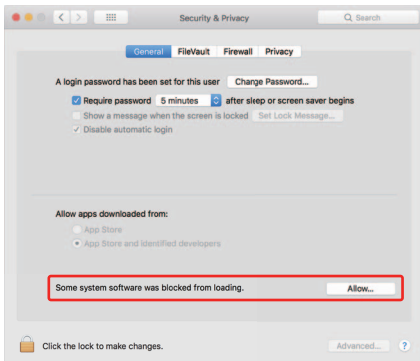 Security & Privacy
Search
General FileVault Firewall Privacy
A login password has been set for this user Charge Password...
Require password 5 minutes after sleep or screen saver begins
Show a message when the screen is locked Set Lock Message...
Disable automatic login
Allow apps downloaded from:
App Store
App Store and identified developers
Some system software was blocked from loading. Allow...
Click the lock to make changes. Advanced... ?